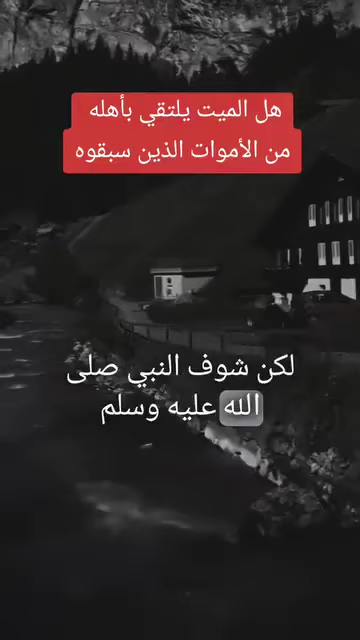 هل الميت يلتقي بأهله
من الأموات الذين سبقوه
لكن شوف النبي صلى
الله عليه وسلم